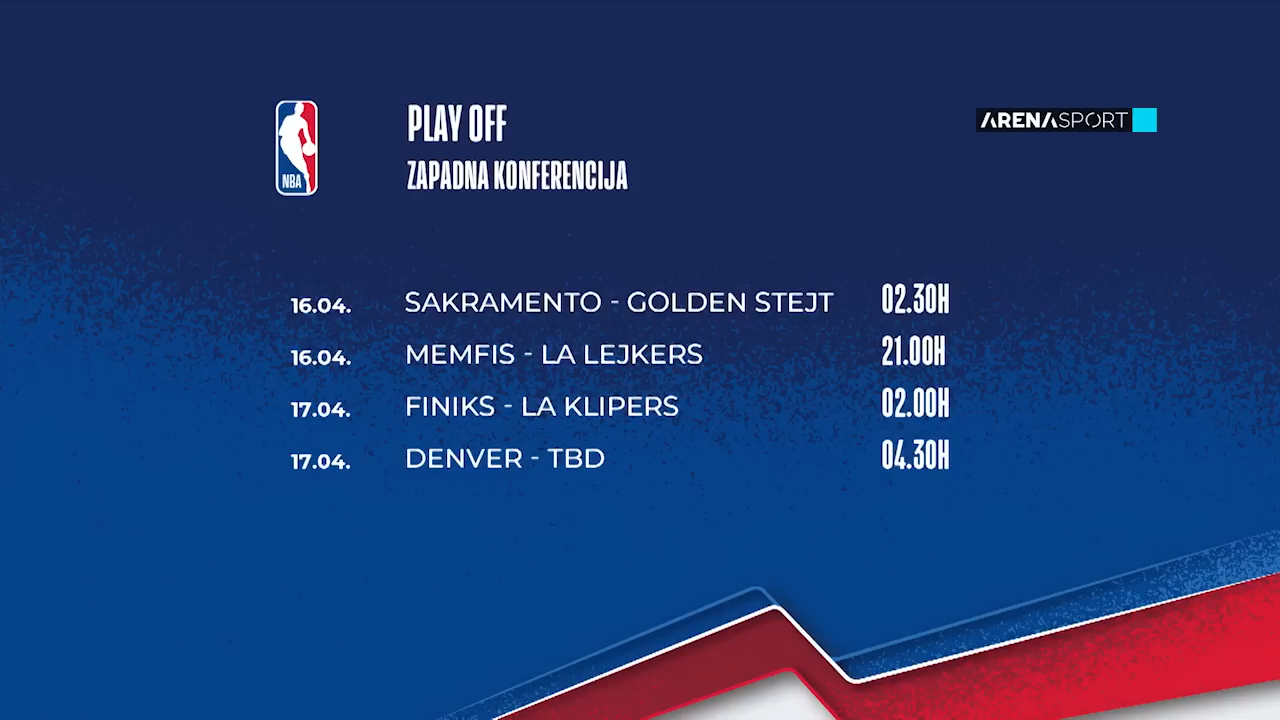 NBA
PLAY OFF
ZAPADNA KONFERENCIJA
ARENASPORT
16.04. SAKRAMENTO - GOLDEN STEJT 02.30H
16.04. MEMFIS - LA LEJKERS 21.00H
17.04. FINIKS - LA KLIPERS 02.00H
17.04. DENVER - TBD 04.30H